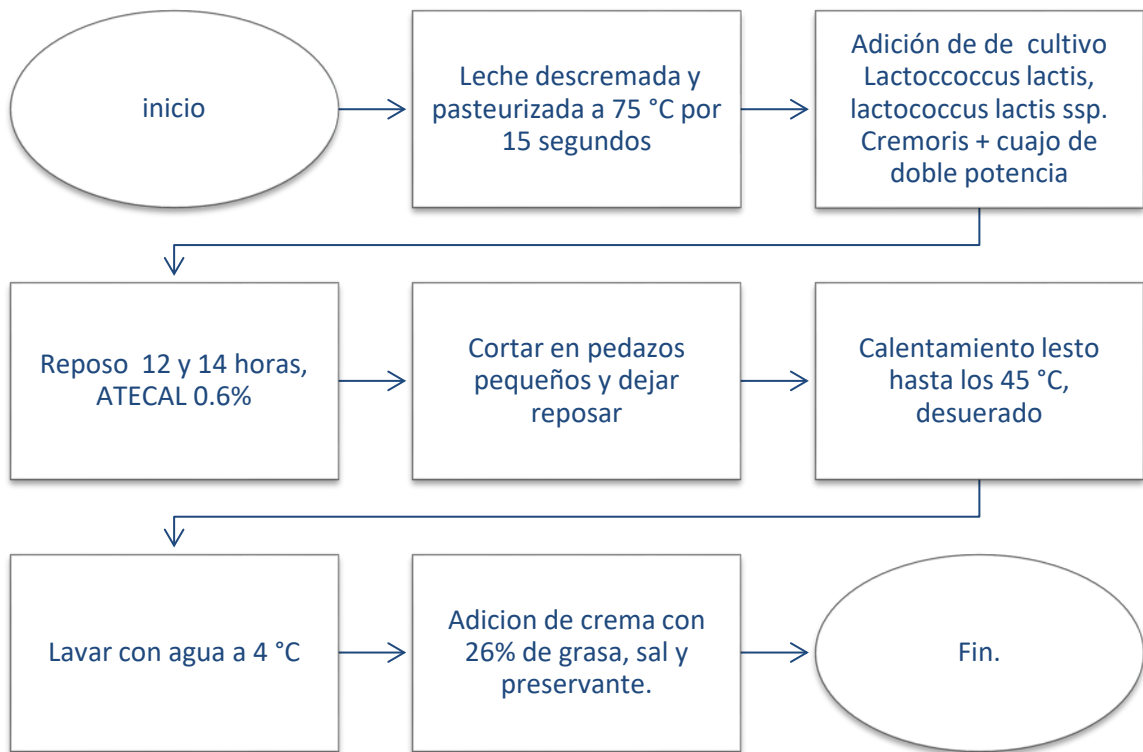 inicio
Leche descremada y
pasteurizada a 75 °C por
15 segundos
Adición de de cultivo
Lactoccoccus lactis,
lactococcus lactis ssp.
Cremoris + cuajo de
doble potencia
Reposo 12 y 14 horas,
ATECAL 0.6%
Cortar en pedazos
pequeños y dejar
reposar
Calentamiento lesto
hasta los 45 °C,
desuerado
Lavar con agua a 4 °C
Adicion de crema con
26% de grasa, sal y
preservante.
Fin.